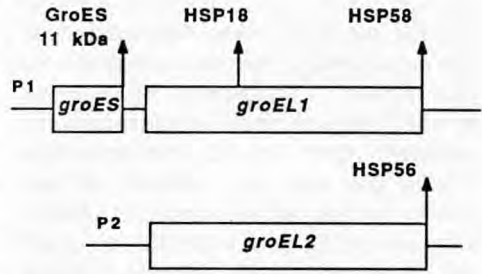 GroES HSP18 HSP58
11 kDa
P1
groES groEL1
HSP56
P2
groEL2